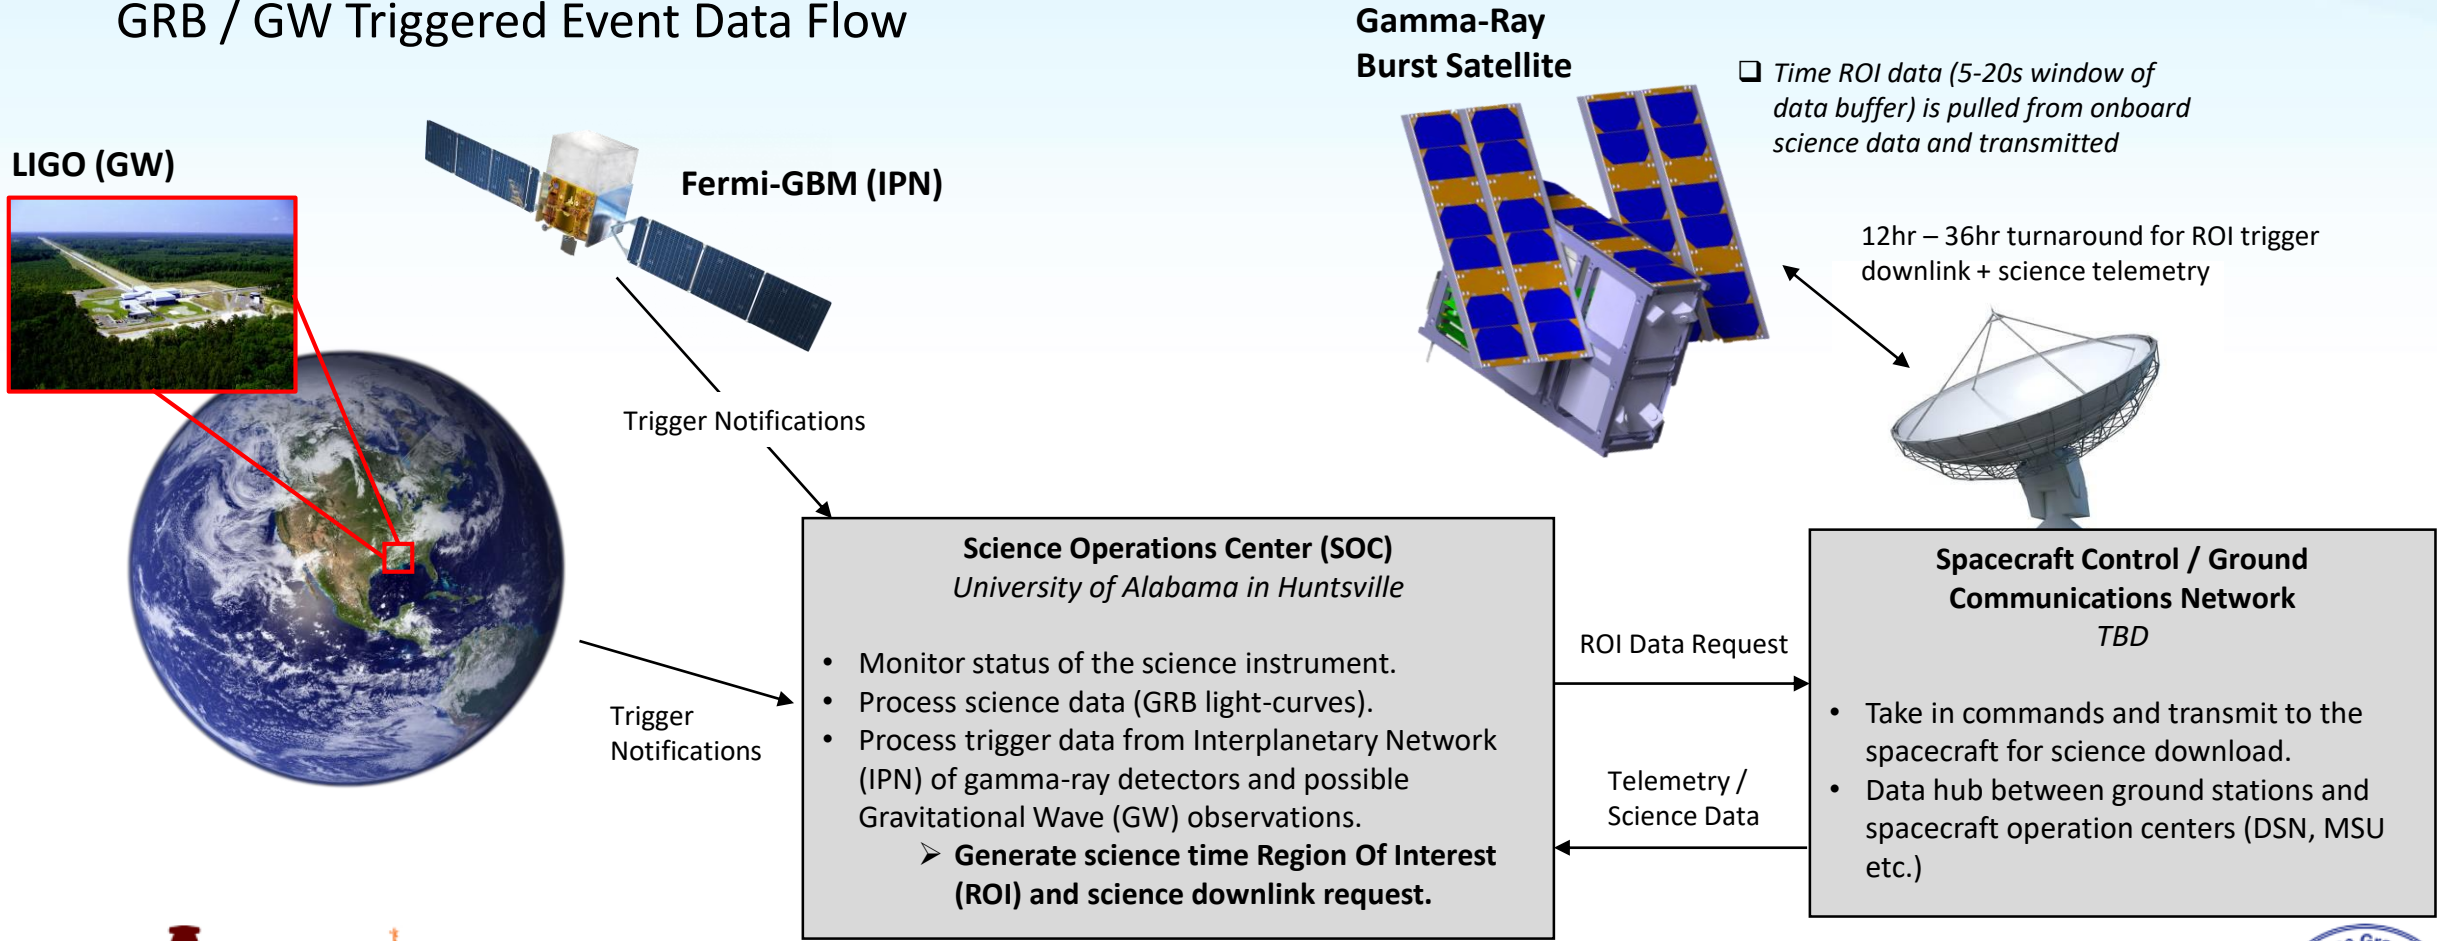 GRB / GW Triggered Event Data Flow
LIGO (GW)
Fermi-GBM (IPN)
Gamma-Ray
Burst Satellite
❑ Time ROI data (5-20s window of
data buffer) is pulled from onboard
science data and transmitted
12hr – 36hr turnaround for ROI trigger
downlink + science telemetry
Trigger Notifications
Trigger
Notifications
Science Operations Center (SOC)
University of Alabama in Huntsville
• Monitor status of the science instrument.
• Process science data (GRB light-curves).
• Process trigger data from Interplanetary Network
(IPN) of gamma-ray detectors and possible
Gravitational Wave (GW) observations.
➢ Generate science time Region Of Interest
(ROI) and science downlink request.
ROI Data Request
Telemetry /
Science Data
Spacecraft Control / Ground
Communications Network
TBD
• Take in commands and transmit to the
spacecraft for science download.
• Data hub between ground stations and
spacecraft operation centers (DSN, MSU
etc.)